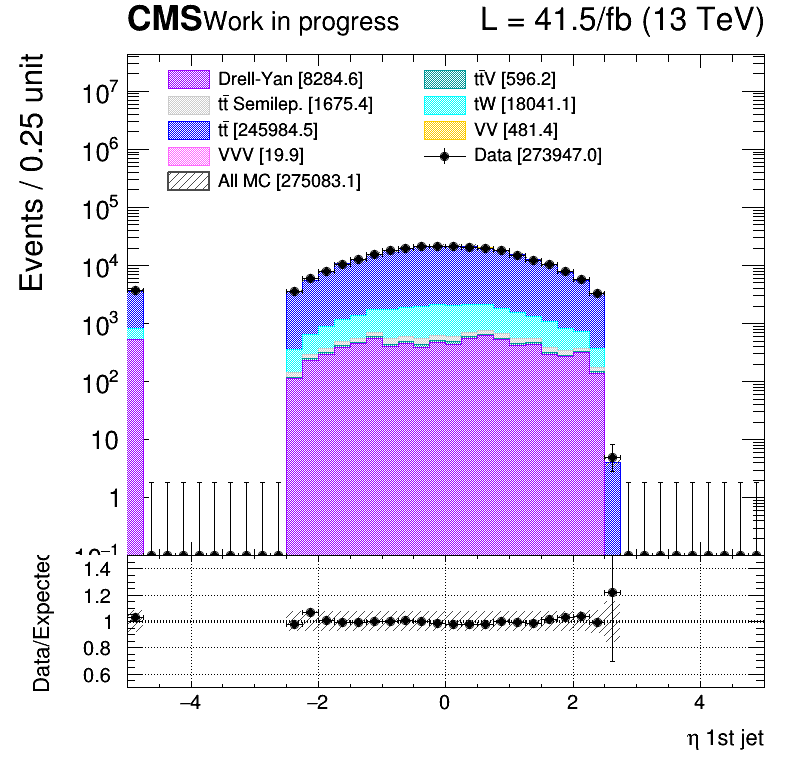 CMS Work in progress L = 41.5/fb (13 TeV)
Drell-Yan [8284.6] tt̄V [596.2]
tt̄ Semilep. [1675.4] tW [18041.1]
tt̄ [245984.5] VV [481.4]
VVV [19.9] Data [273947.0]
All MC [275083.1]
Events / 0.25 unit
10⁷
10⁶
10⁵
10⁴
10³
10²
10
1
10⁻¹
Data/Expected
1.4
1.2
1
0.8
0.6
−4 −2 0 2 4
η 1st jet